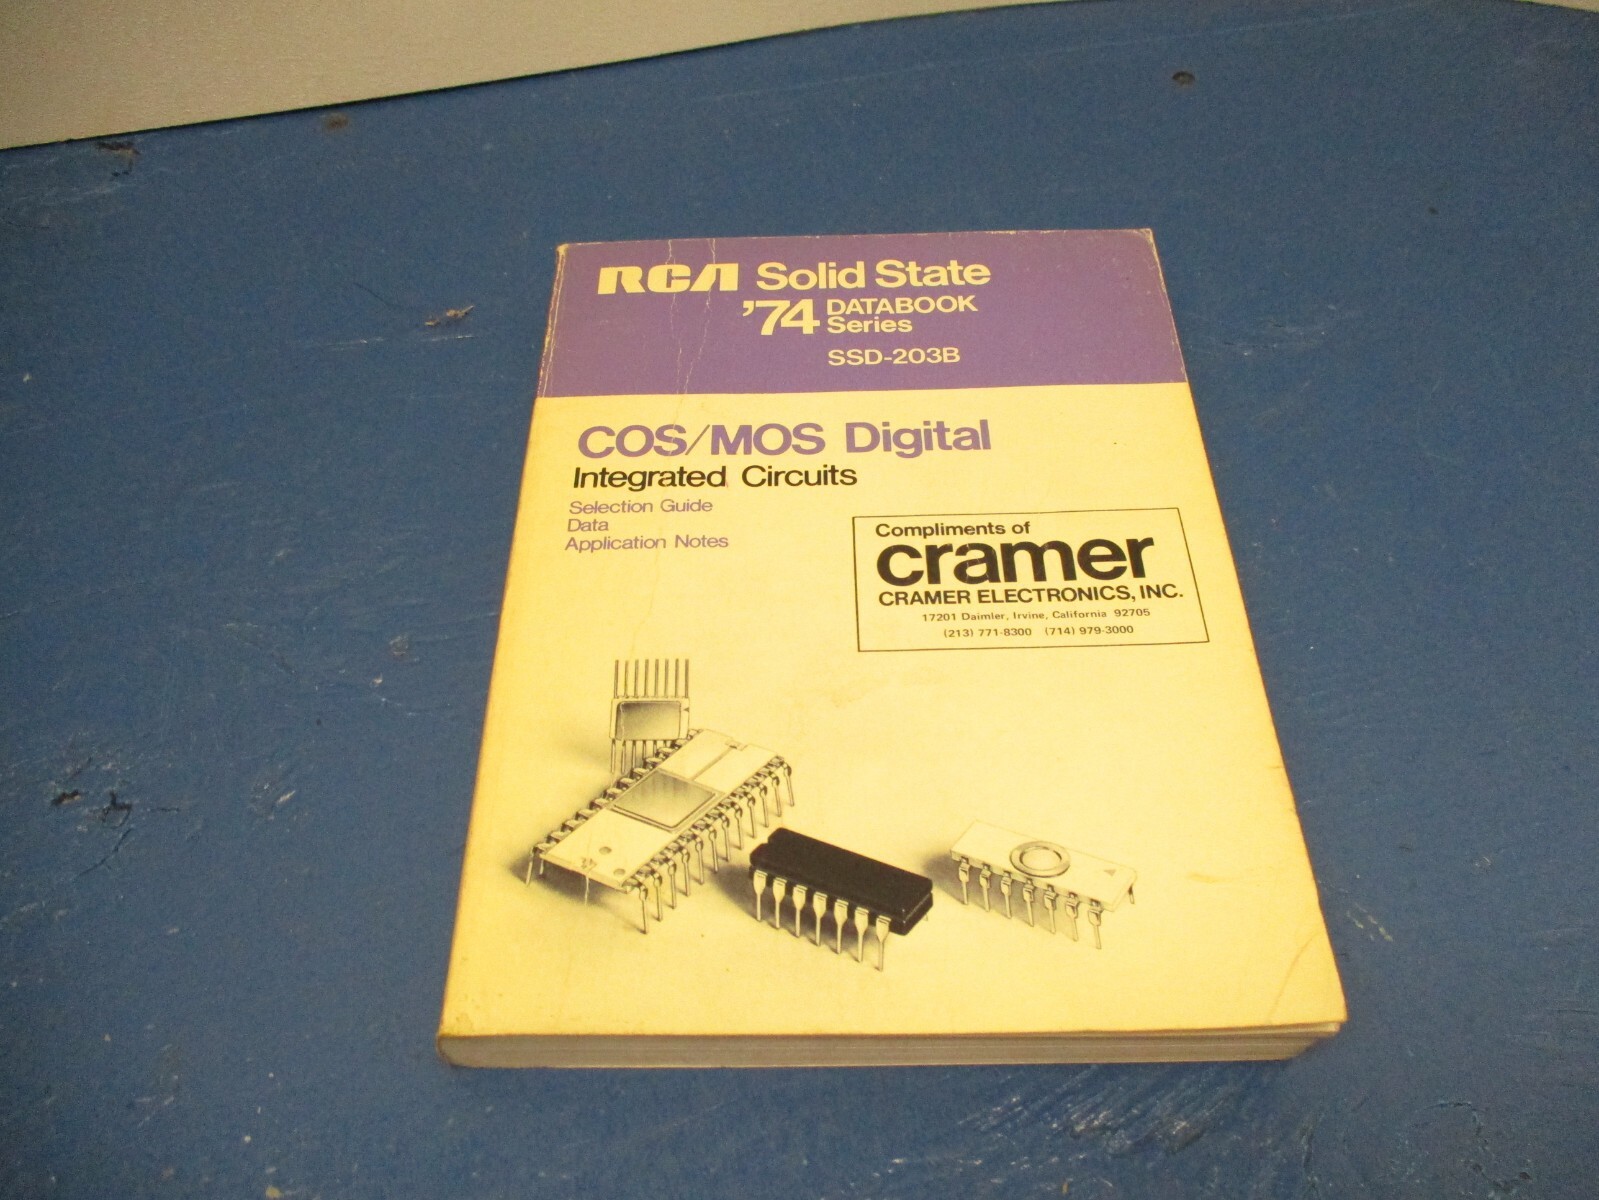 RCA Solid State
'74 DATABOOK
Series
SSD-203B
COS/MOS Digital
Integrated Circuits
Selection Guide
Data
Application Notes
Compliments of
cramer
CRAMER ELECTRONICS, INC.
17201 Daimler, Irvine, California 92705
(213) 771-8300 (714) 979-3000